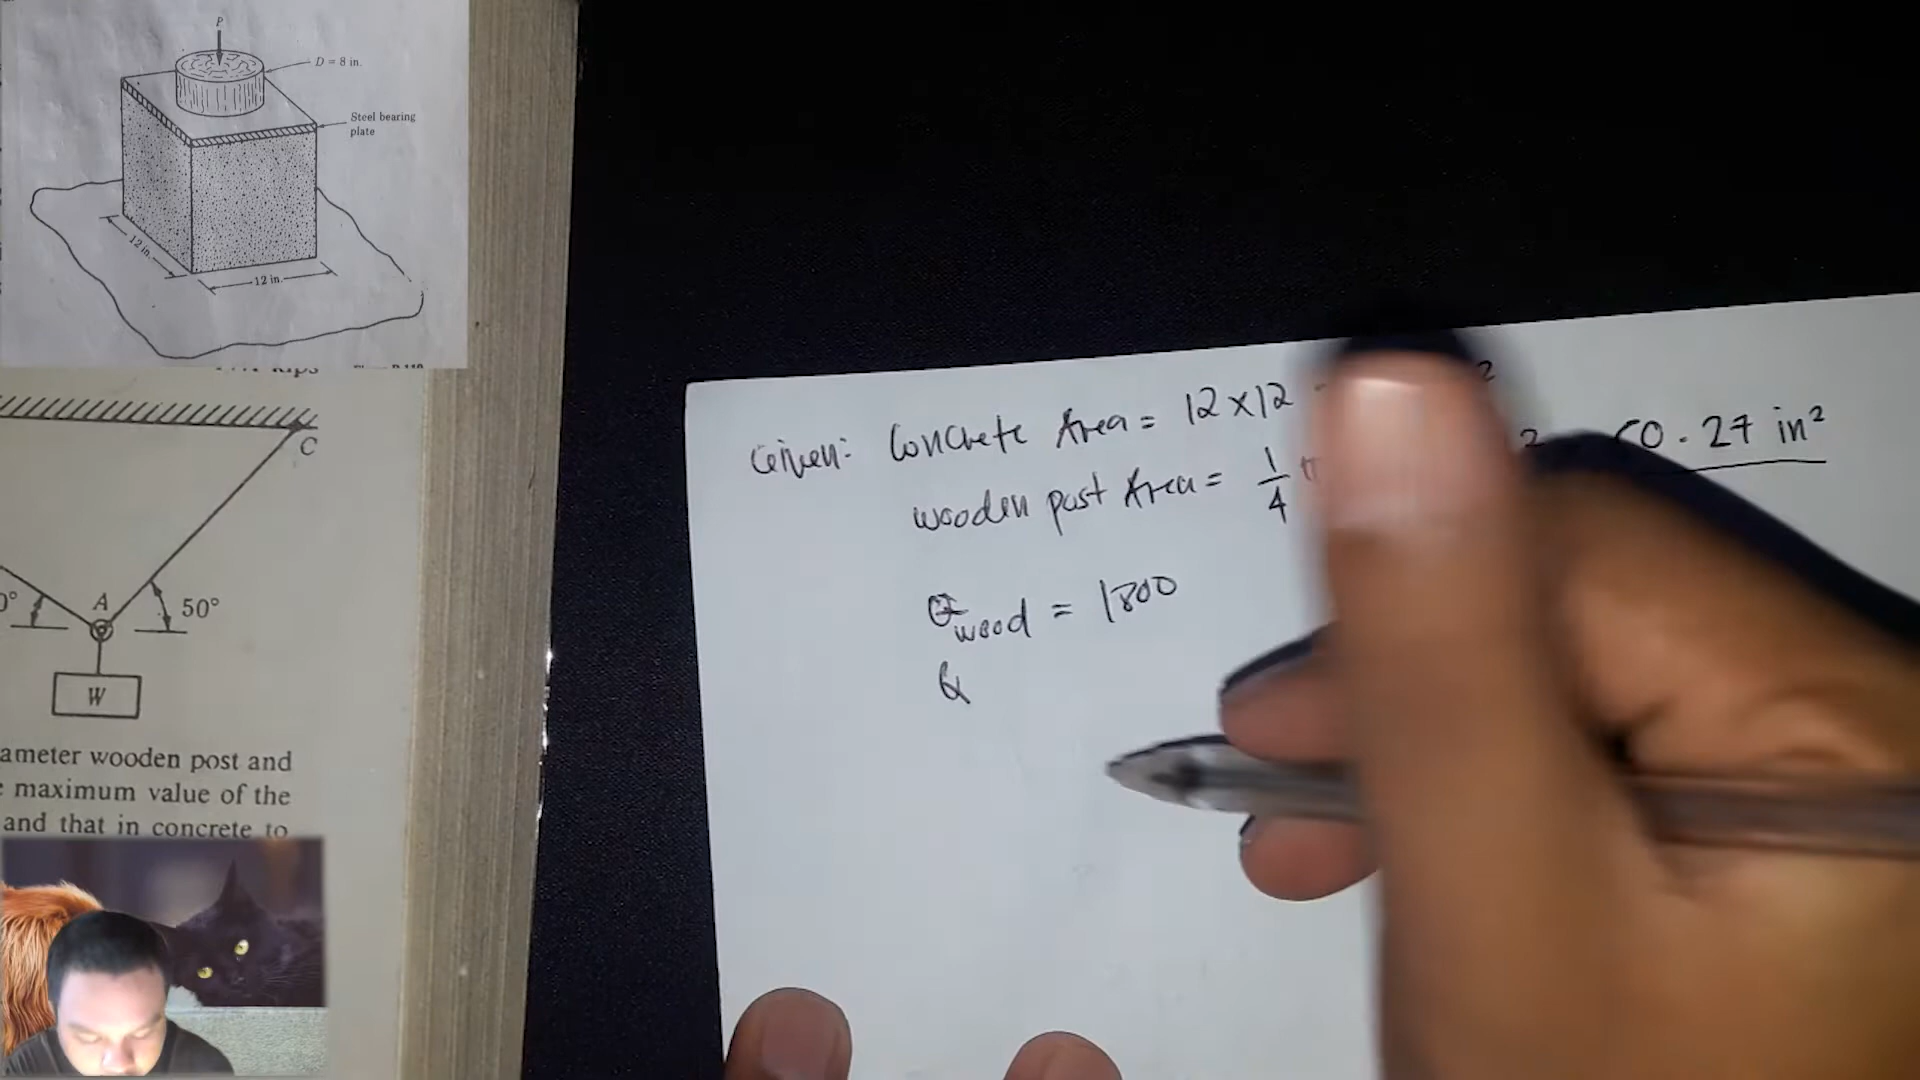 P
D = 8 in.
Steel bearing
plate
12 in.
12 in.
C
A
50°
W
ameter wooden post and
maximum value of the
and that in concrete to
Given: Concrete Area = 12 x 12
wooden post Area = 1/4 50.27 in²
wood = 1800